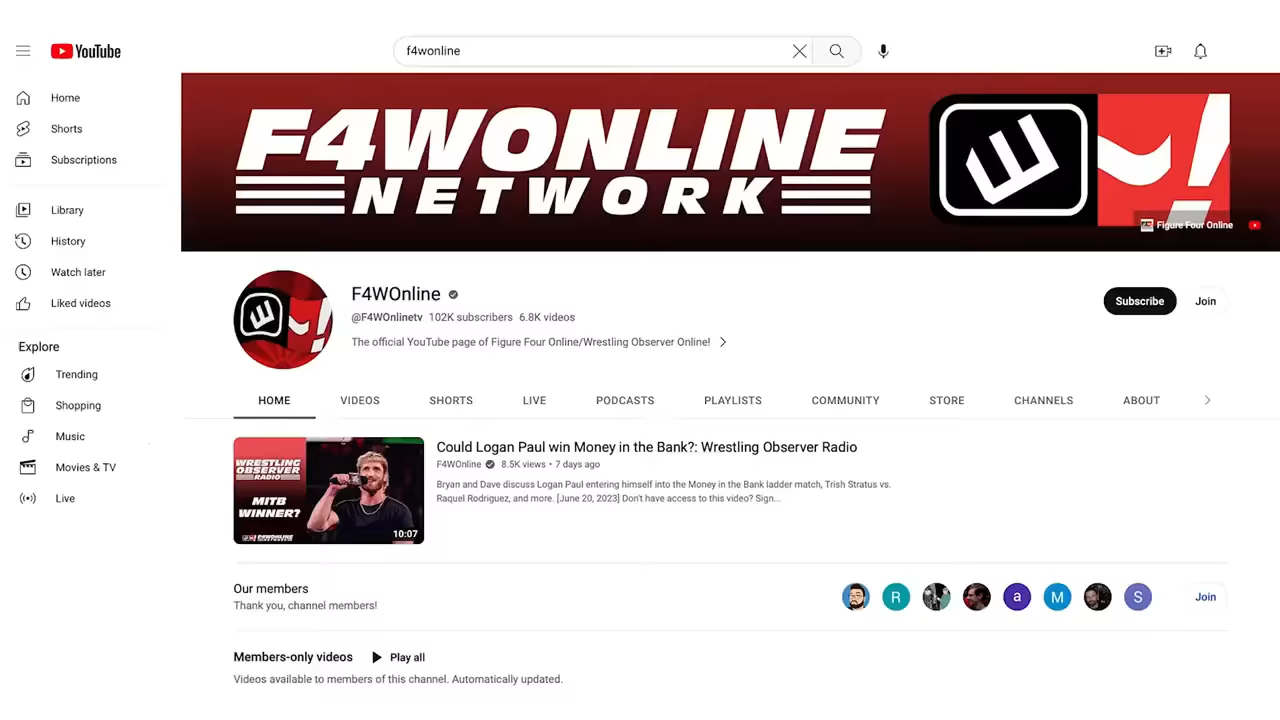 YouTube
f4wonline
Home
Shorts
Subscriptions
Library
History
Watch later
Liked videos
Explore
Trending
Shopping
Music
Movies & TV
Live
F4WONLINE
NETWORK
Figure Four Online
F4WOnline
@F4WOnlinetv 102K subscribers 6.8K videos
The official YouTube page of Figure Four Online/Wrestling Observer Online!
Subscribe
Join
HOME VIDEOS SHORTS LIVE PODCASTS PLAYLISTS COMMUNITY STORE CHANNELS ABOUT
WRESTLING
OBSERVER
RADIO
MITB
WINNER?
F4WONLINE
10:07
Could Logan Paul win Money in the Bank?: Wrestling Observer Radio
F4WOnline 8.5K views • 7 days ago
Bryan and Dave discuss Logan Paul entering himself into the Money in the Bank ladder match, Trish Stratus vs.
Raquel Rodriguez, and more. [June 20, 2023] Don't have access to this video? Sign...
Our members
Thank you, channel members!
R
a
M
S
Join
Members-only videos Play all
Videos available to members of this channel. Automatically updated.